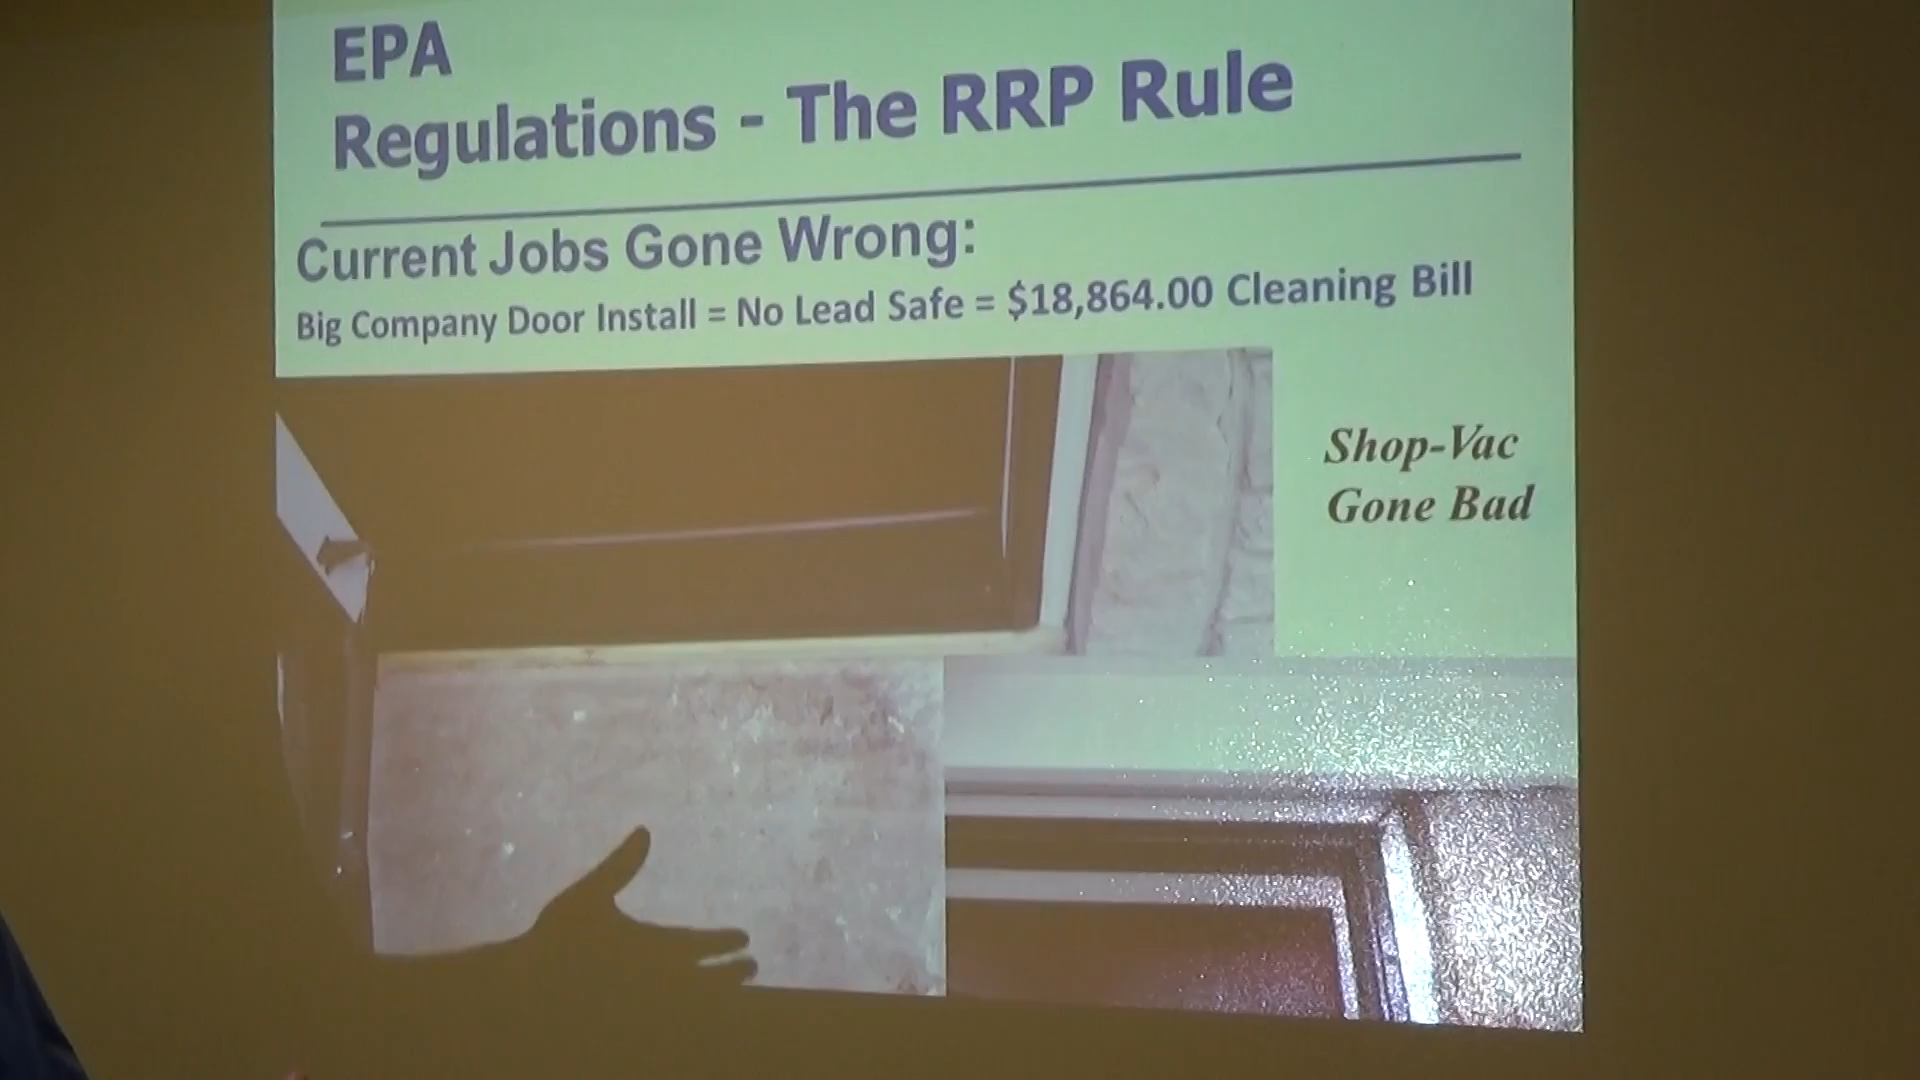 EPA
Regulations - The RRP Rule
Current Jobs Gone Wrong:
Big Company Door Install = No Lead Safe = $18,864.00 Cleaning Bill
Shop-Vac
Gone Bad